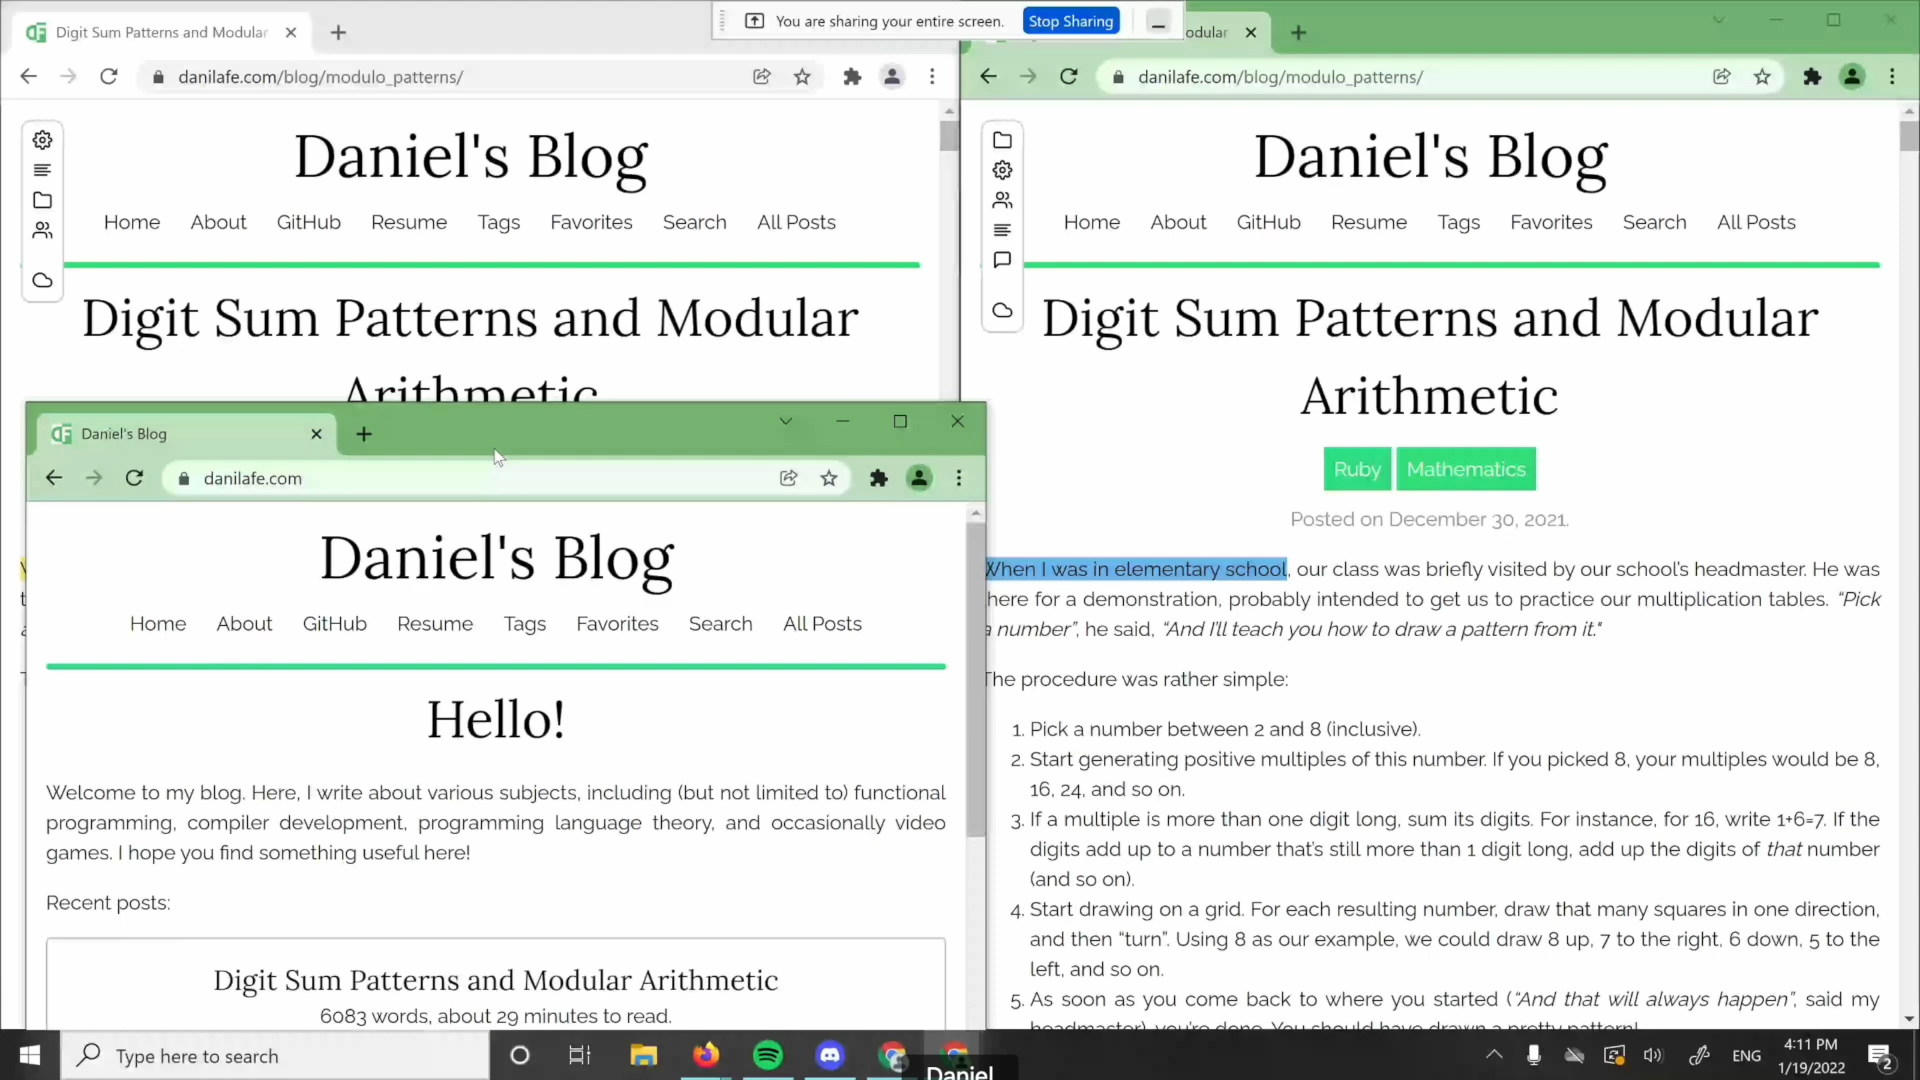 Digit Sum Patterns and Modular
You are sharing your entire screen.
Stop Sharing
odular
danilafe.com/blog/modulo_patterns/
danilafe.com/blog/modulo_patterns/
Daniel's Blog
Home About GitHub Resume Tags Favorites Search All Posts
Digit Sum Patterns and Modular
Arithmetic
Daniel's Blog
Home About GitHub Resume Tags Favorites Search All Posts
Digit Sum Patterns and Modular
Arithmetic
Ruby Mathematics
Posted on December 30, 2021.
When I was in elementary school, our class was briefly visited by our school's headmaster. He was
here for a demonstration, probably intended to get us to practice our multiplication tables. “Pick
a number”, he said, “And I'll teach you how to draw a pattern from it.“
The procedure was rather simple:
1. Pick a number between 2 and 8 (inclusive).
2. Start generating positive multiples of this number. If you picked 8, your multiples would be 8,
16, 24, and so on.
3. If a multiple is more than one digit long, sum its digits. For instance, for 16, write 1+6=7. If the
digits add up to a number that's still more than 1 digit long, add up the digits of that number
(and so on).
4. Start drawing on a grid. For each resulting number, draw that many squares in one direction,
and then “turn”. Using 8 as our example, we could draw 8 up, 7 to the right, 6 down, 5 to the
left, and so on.
5. As soon as you come back to where you started (“And that will always happen”, said my
headmaster), you're done. You should have drawn a pretty pattern!
Daniel's Blog
danilafe.com
Daniel's Blog
Home About GitHub Resume Tags Favorites Search All Posts
Hello!
Welcome to my blog. Here, I write about various subjects, including (but not limited to) functional
programming, compiler development, programming language theory, and occasionally video
games. I hope you find something useful here!
Recent posts:
Digit Sum Patterns and Modular Arithmetic
6083 words, about 29 minutes to read.
Type here to search
Daniel
ENG
4:11 PM
1/19/2022
2